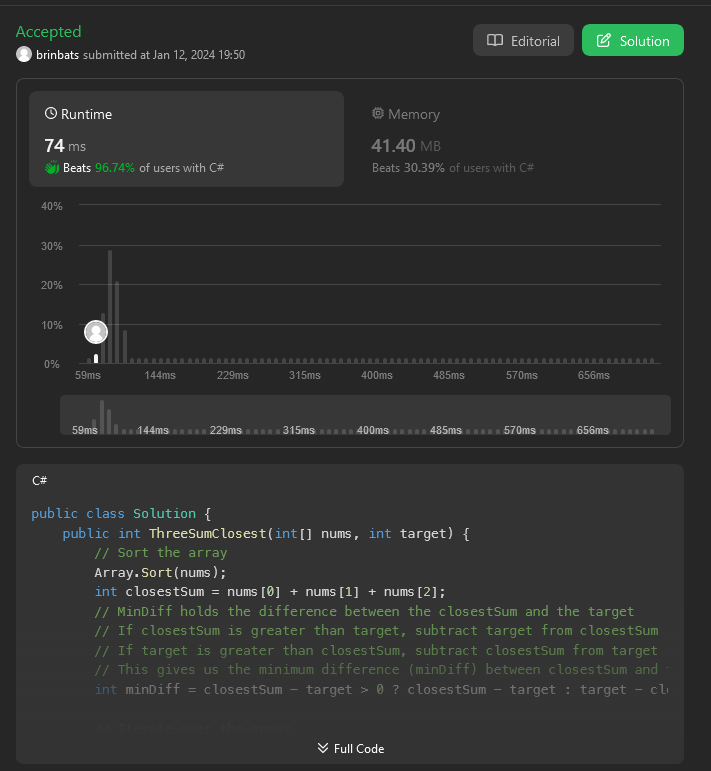 Accepted
brinbats submitted at Jan 12, 2024 19:50
Editorial
Solution
Runtime
74 ms
Beats 96.74% of users with C#
Memory
41.40 MB
Beats 30.39% of users with C#
40%
30%
20%
10%
0%
59ms 144ms 229ms 315ms 400ms 485ms 570ms 656ms
59ms 144ms 229ms 315ms 400ms 485ms 570ms 656ms
C#
public class Solution {
public int ThreeSumClosest(int[] nums, int target) {
// Sort the array
Array.Sort(nums);
int closestSum = nums[0] + nums[1] + nums[2];
// MinDiff holds the difference between the closestSum and the target
// If closestSum is greater than target, subtract target from closestSum
// If target is greater than closestSum, subtract closestSum from target
// This gives us the minimum difference (minDiff) between closestSum and
int minDiff = closestSum - target > 0 ? closestSum - target : target - clo
Full Code